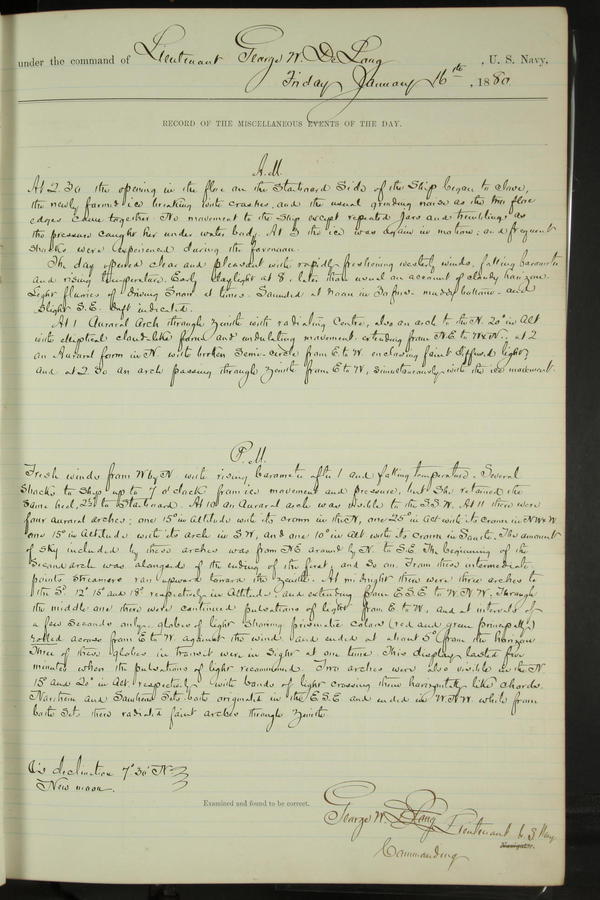 under the command of Lieutenant George W. De Long, U. S. Navy,
Friday January 16th, 1880
RECORD OF THE MISCELLANEOUS EVENTS OF THE DAY.
A.M.
At 2.30 the opening in the floe on the Starboard Side of the Ship began to close,
the newly formed ice breaking with crashes, and the usual grinding noise as the two floe
edges came together. No movement to the Ship except repeated jars and tremblings as
the pressure caught her under water body. At 3 the ice was again in motion; and frequent
shocks were experienced during the forenoon.
The day opened clear and pleasant with rapidly freshening westerly winds, falling barometer
and rising temperature. Early daylight at 8, later than usual on account of cloudy horizon.
Light flurries of driving Snow at times. Sounded at noon in fms. muddy bottom and
Slight S.E. drift indicated.
At 1 Auroral Arch through Zenith with radiating Centre, also an arch to the N. 20° in Alt
with elliptical cloud-like form and undulating movement extending from N.E. to at 2
an Auroral form in N. with broken Semi-circle from E. to W. enclosing faint diffused light;
and at 2.30 an arch passing through Zenith from E. to W, simultaneously with the ice movement.
P.M.
Fresh winds from W by N with rising barometer after 1 and falling temperature. Several
shocks to Ship up to 7 o'clock from ice movement and pressure, but She retained the
Same heel, 2½° to Starboard. At 10 an Auroral arch was visible to the S.S.W. At 11 there were
four auroral arches; one 15° in altitude with its crown in the N, one 25° in Alt with its crown in N W x W
one 15° in Altitude with its arch in S.W, and one 10° in Alt with its crown in South. The amount
of Sky included by these arches was from N.E around by N. to S.E. The beginning of the
second arch was alongside of the ending of the first, and so on. From these intermediate
points streamers ran upward toward the Zenith. At midnight there were three arches to
the S. 12° 15° and 18° respectively in Altitude, and extending from E.S.E to W.N.W. Through
the middle one there were continued pulsations of light from E. to W, and at intervals of
a few seconds only, globes of light showing prismatic colors (red and green principally)
rolled across from E to W. against the wind and ended at about 5° from the horizon
Three of these globes in transit were in Sight at one time. This display lasted five
minutes when the pulsations of light recommenced. Two arches were also visible in the N.
15° and 20° in Alt respectively with bands of light crossing them horizontally like chords.
Northern and Southern Sets both originated in the E.S.E and ended in W.N.W. while from
both Sets there radiated faint arches through Zenith.
declination 7° 30' N
New moon.
Examined and found to be correct.
George W. De Long Lieutenant U. S. Navy
Navigator.
Commanding